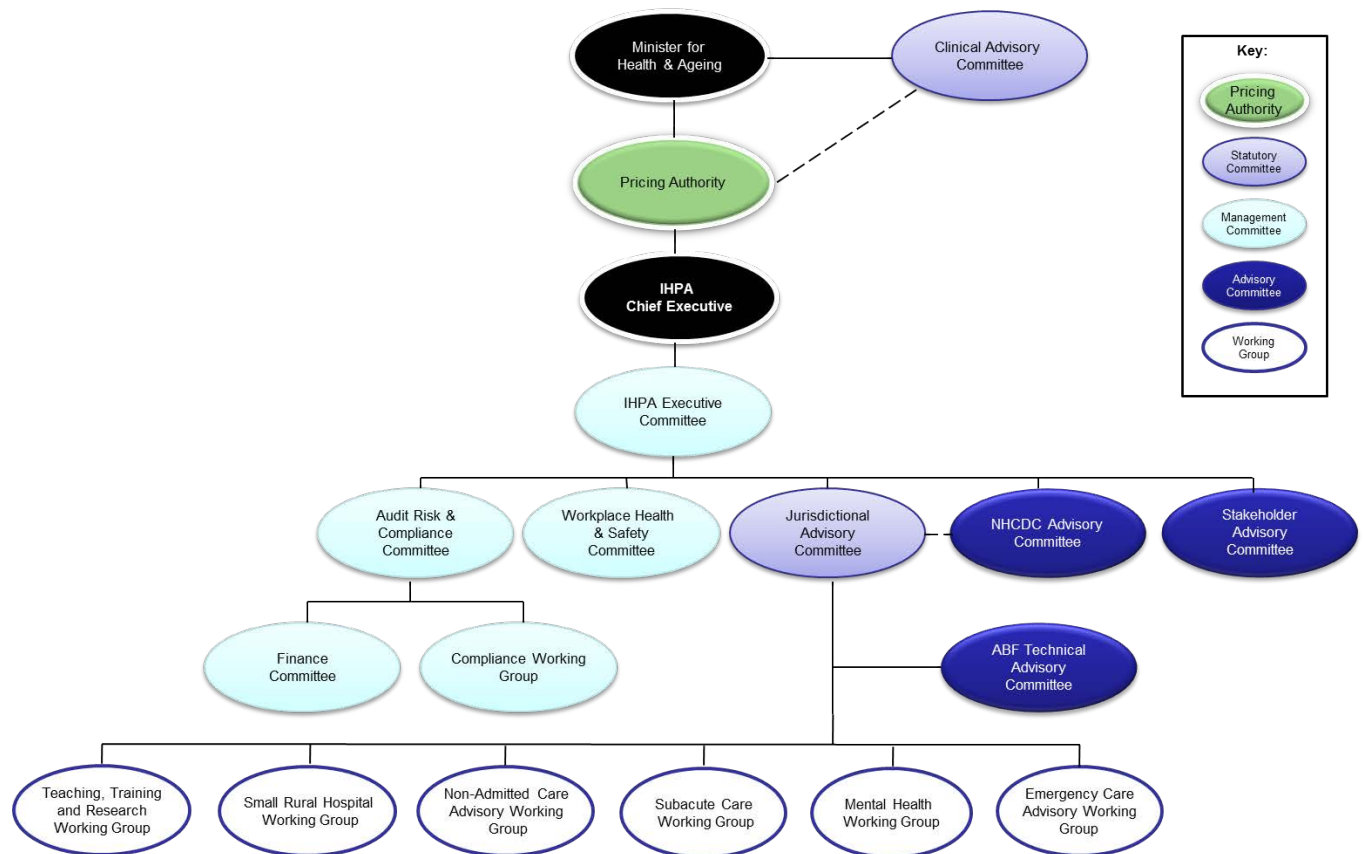 Minister for
Health & Ageing
Clinical Advisory
Committee
Key:
Pricing
Authority
Statutory
Committee
Management
Committee
Advisory
Committee
Working
Group
Pricing Authority
IHPA
Chief Executive
IHPA Executive
Committee
Audit Risk &
Compliance
Committee
Workplace Health
& Safety
Committee
Jurisdictional
Advisory
Committee
NHCDC Advisory
Committee
Stakeholder
Advisory
Committee
Finance
Committee
Compliance Working
Group
ABF Technical
Advisory
Committee
Teaching, Training
and Research
Working Group
Small Rural Hospital
Working Group
Non-Admitted Care
Advisory Working
Group
Subacute Care
Working Group
Mental Health
Working Group
Emergency Care
Advisory Working
Group